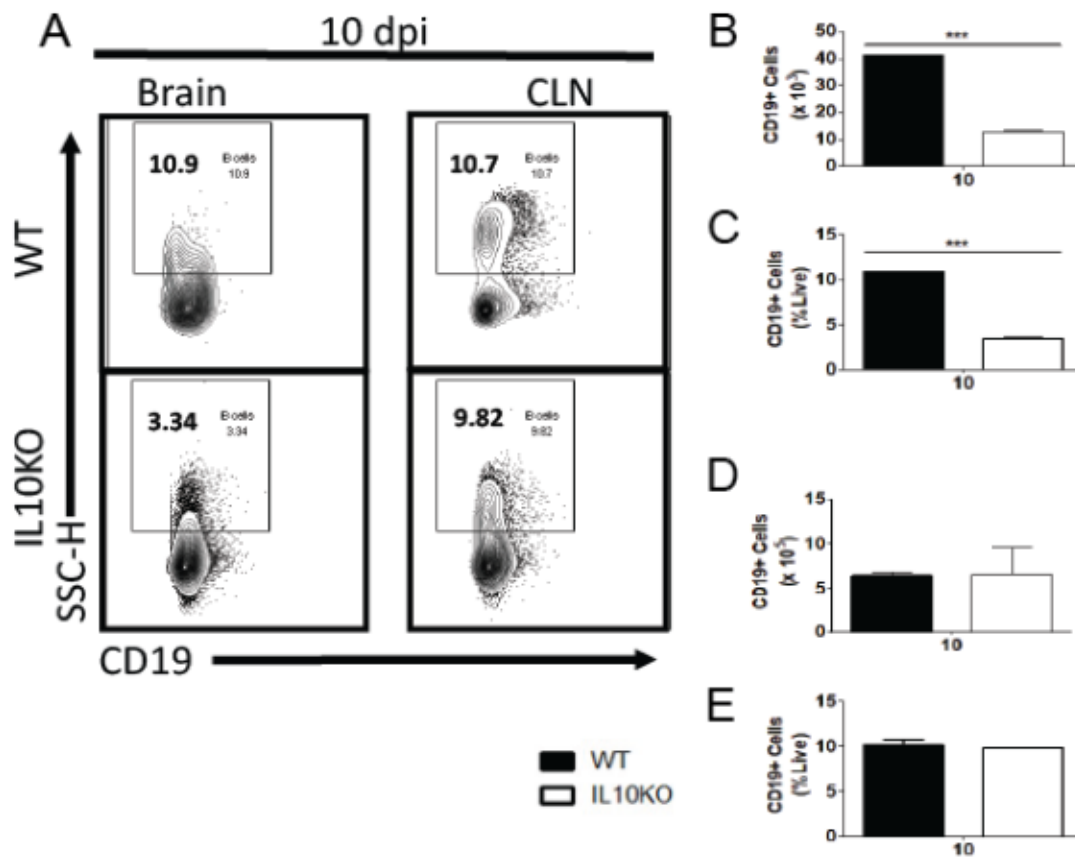 A
10 dpi
Brain
CLN
WT
10.9
B cells
10.9
10.7
B cells
10.7
IL10KO
3.34
B cells
3.34
9.82
B cells
9.82
SSC-H
CD19
WT
IL10KO
B
CD19+ Cells
(x 10³)
50
40
30
20
10
0
***
10
C
CD19+ Cells
(% Live)
15
10
5
0
***
10
D
CD19+ Cells
(x 10⁵)
15
10
5
0
10
E
CD19+ Cells
(% Live)
15
10
5
0
10